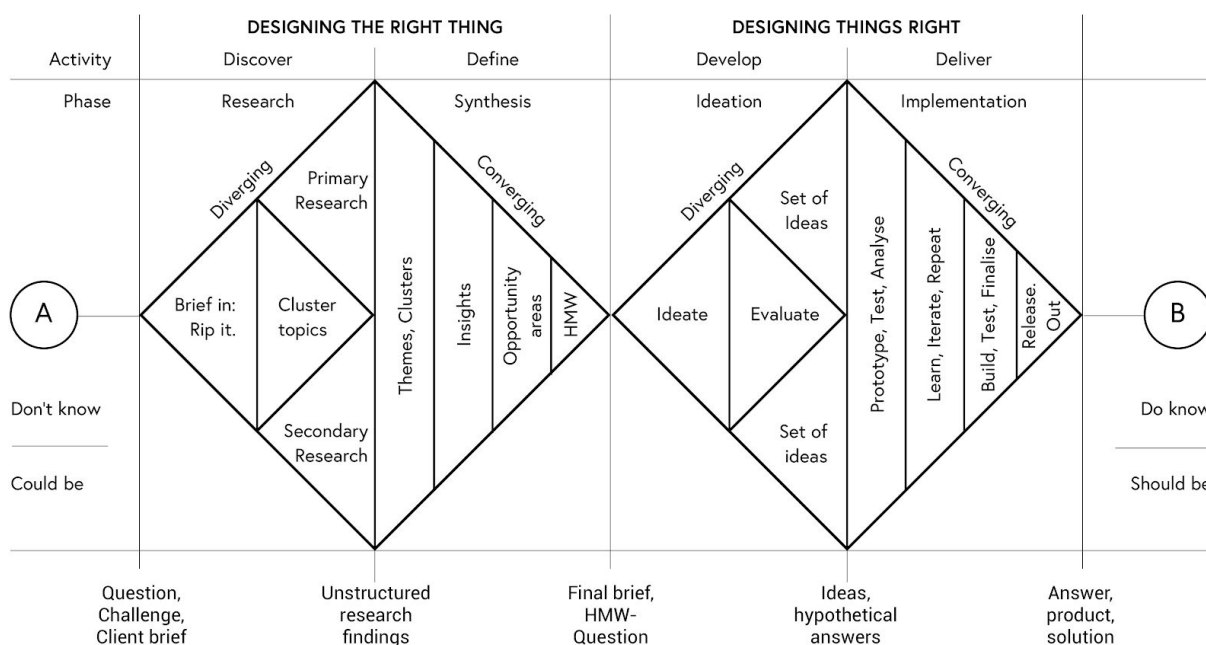 DESIGNING THE RIGHT THING
DESIGNING THINGS RIGHT
Activity
Discover
Define
Develop
Deliver
Phase
Research
Synthesis
Ideation
Implementation
Diverging
Primary
Research
Converging
Brief in:
Rip it.
Cluster
topics
Secondary
Research
Themes, Clusters
Insights
Opportunity
areas
HMW
Diverging
Set of
Ideas
Converging
Ideate
Evaluate
Set of
ideas
Prototype, Test, Analyse
Learn, Iterate, Repeat
Build, Test, Finalise
Release.
Out
A
B
Don't know
Could be
Do know
Should be
Question,
Challenge,
Client brief
Unstructured
research
findings
Final brief,
HMW-
Question
Ideas,
hypothetical
answers
Answer,
product,
solution